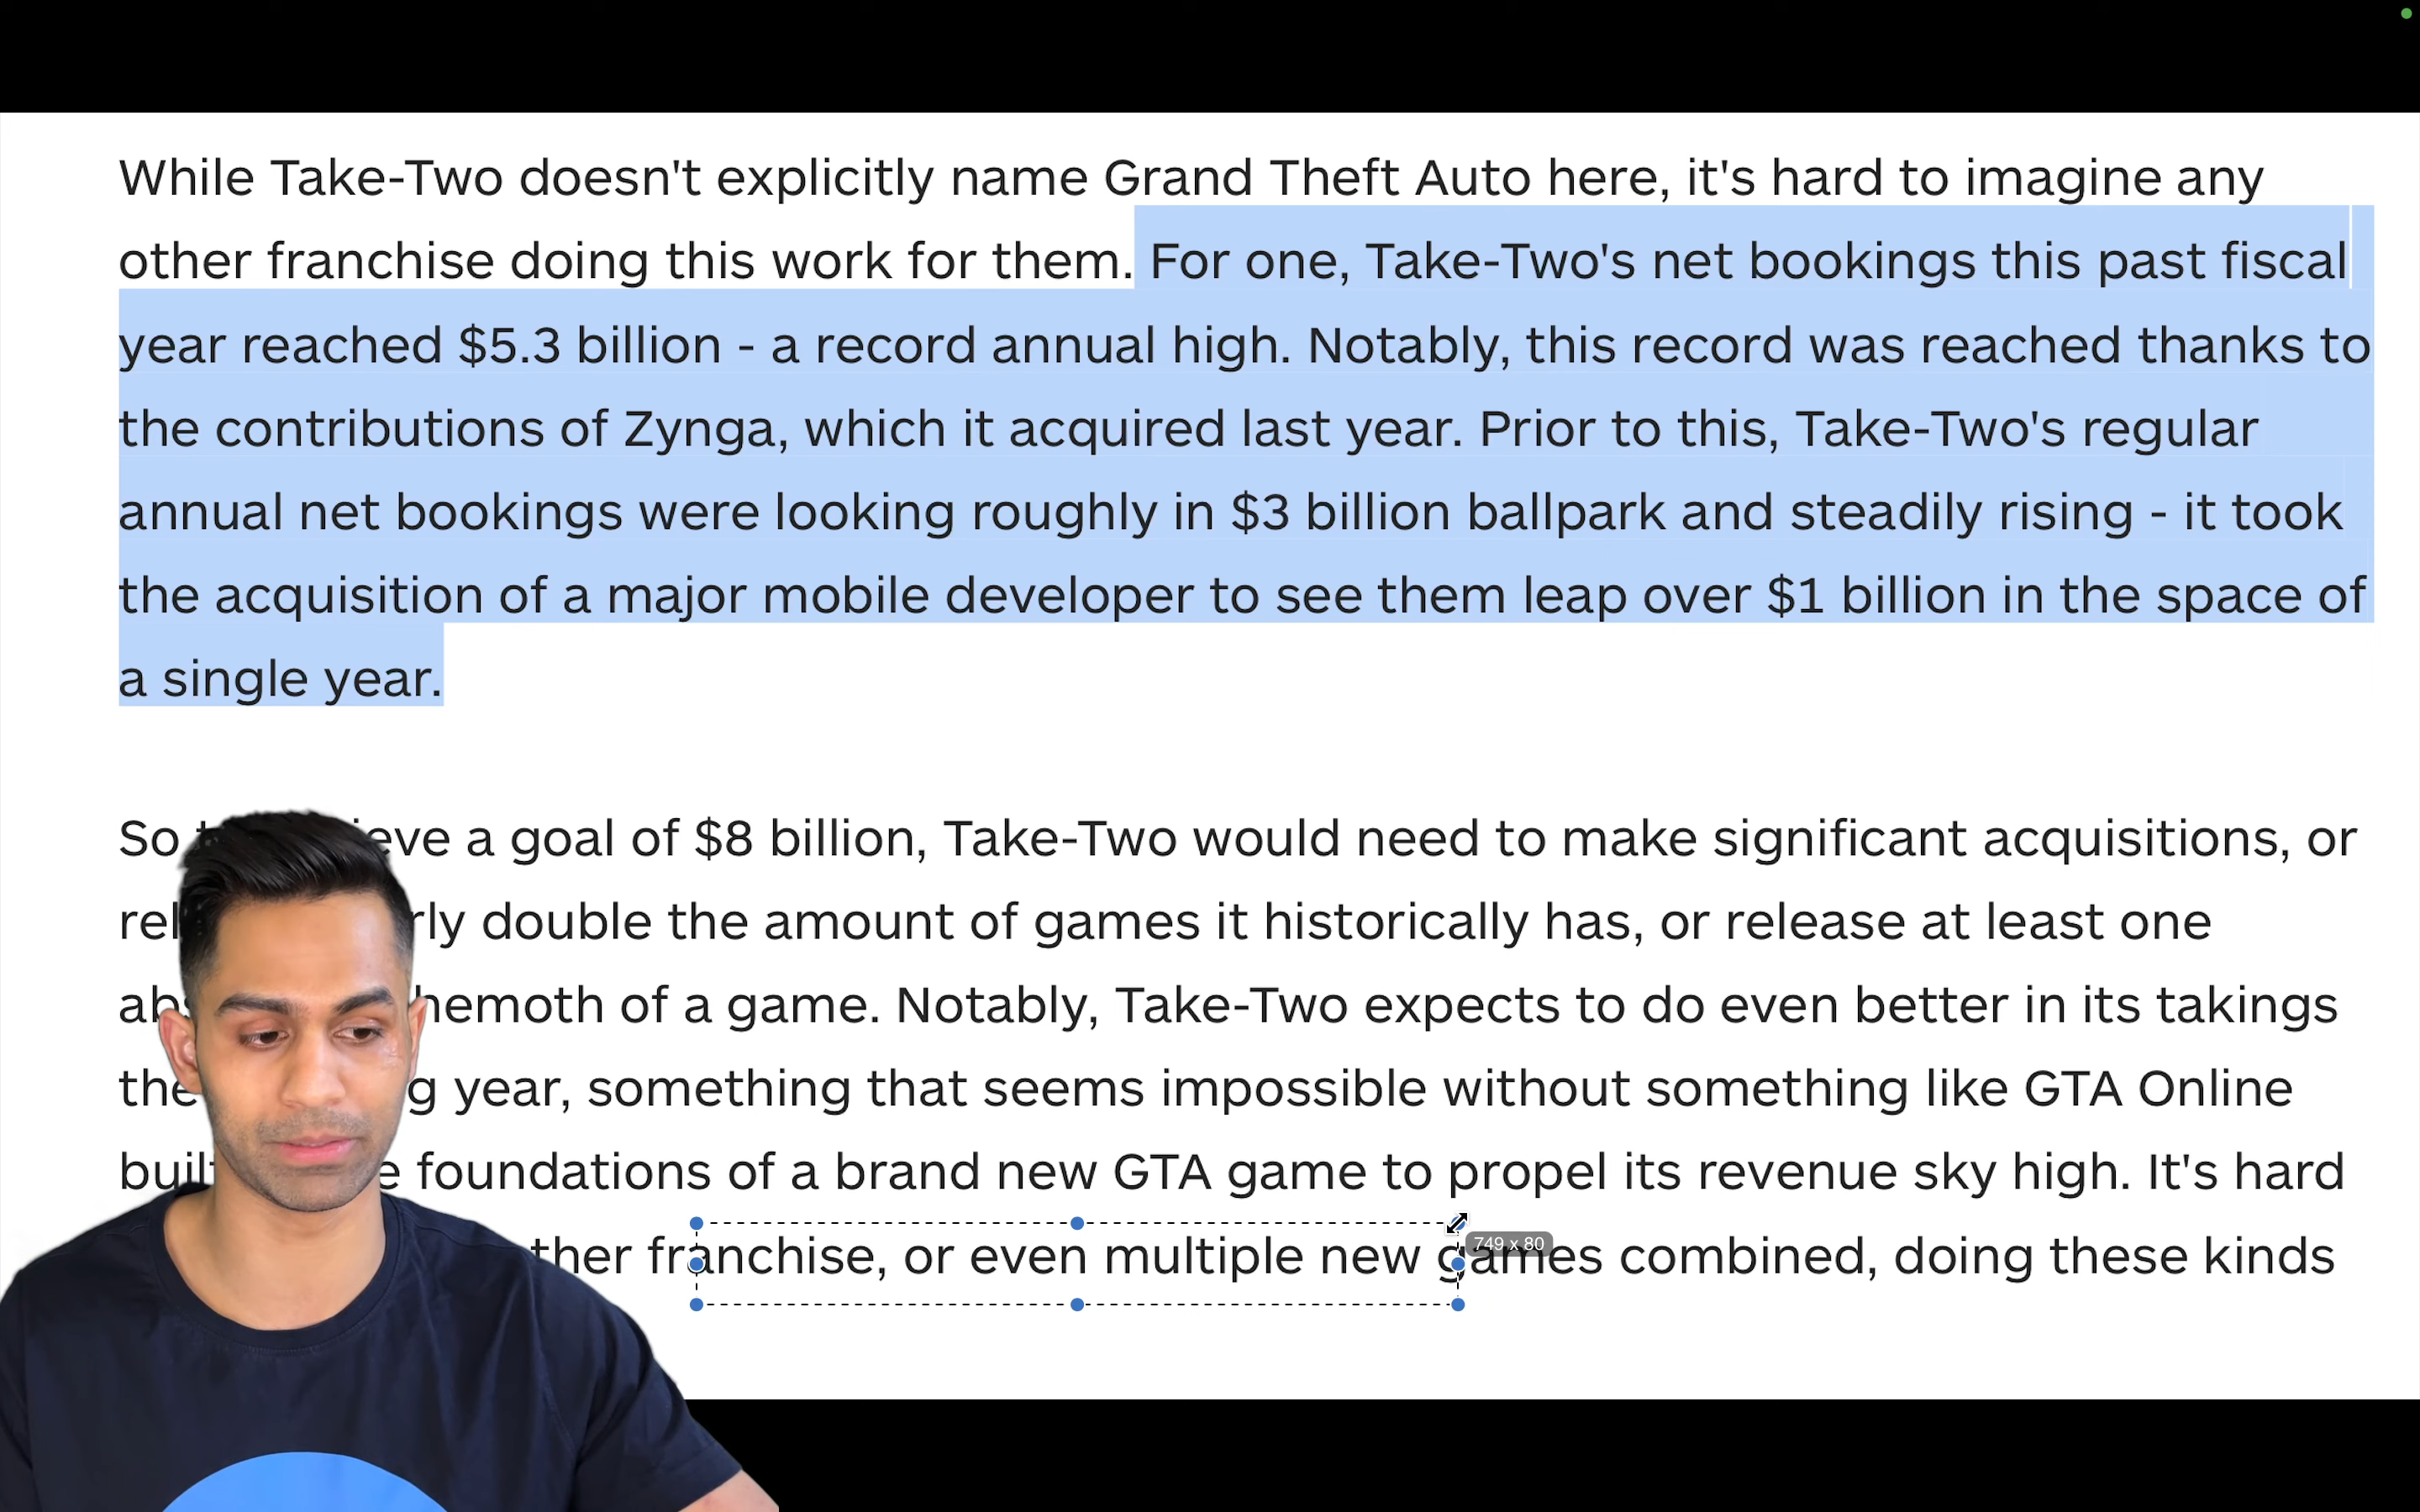 While Take-Two doesn't explicitly name Grand Theft Auto here, it's hard to imagine any
other franchise doing this work for them. For one, Take-Two's net bookings this past fiscal
year reached $5.3 billion - a record annual high. Notably, this record was reached thanks to
the contributions of Zynga, which it acquired last year. Prior to this, Take-Two's regular
annual net bookings were looking roughly in $3 billion ballpark and steadily rising - it took
the acquisition of a major mobile developer to see them leap over $1 billion in the space of
a single year.
So a goal of $8 billion, Take-Two would need to make significant acquisitions, or
double the amount of games it historically has, or release at least one
of a game. Notably, Take-Two expects to do even better in its takings
year, something that seems impossible without something like GTA Online
foundations of a brand new GTA game to propel its revenue sky high. It's hard
franchise, or even multiple new games combined, doing these kinds
749 x 80